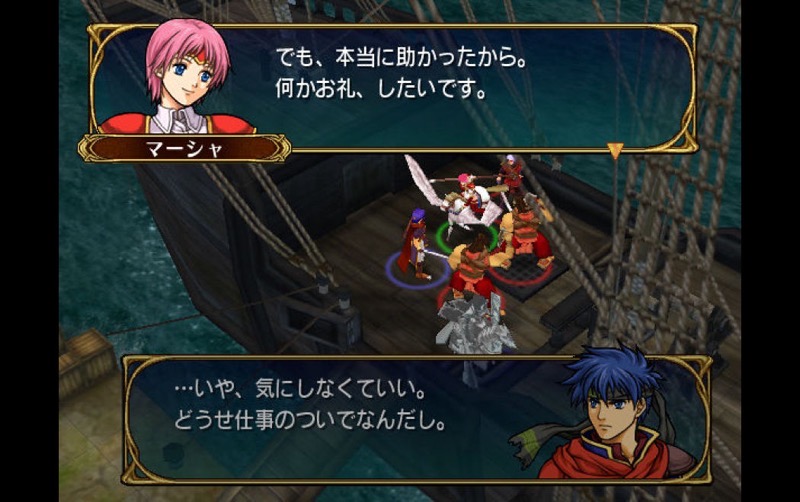 でも、本当に助かったから。
何かお礼、したいです。
マーシャ
…いや、気にしなくていい。
どうせ仕事のついでなんだし。